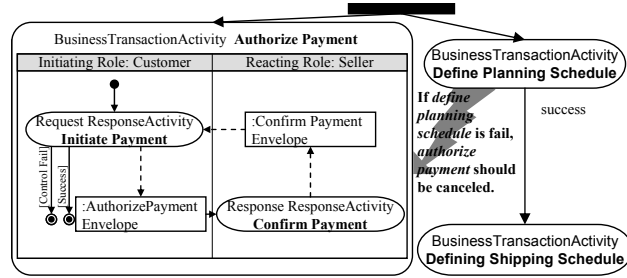 BusinessTransactionActivity Authorize Payment
Initiating Role: Customer
Reacting Role: Seller
Request ResponseActivity
Initiate Payment
[Control Fail]
[Success]
:AuthorizePayment
Envelope
:Confirm Payment
Envelope
Response ResponseActivity
Confirm Payment
BusinessTransactionActivity
Define Planning Schedule
If define
planning
schedule is fail,
authorize
payment should
be canceled.
success
BusinessTransactionActivity
Defining Shipping Schedule